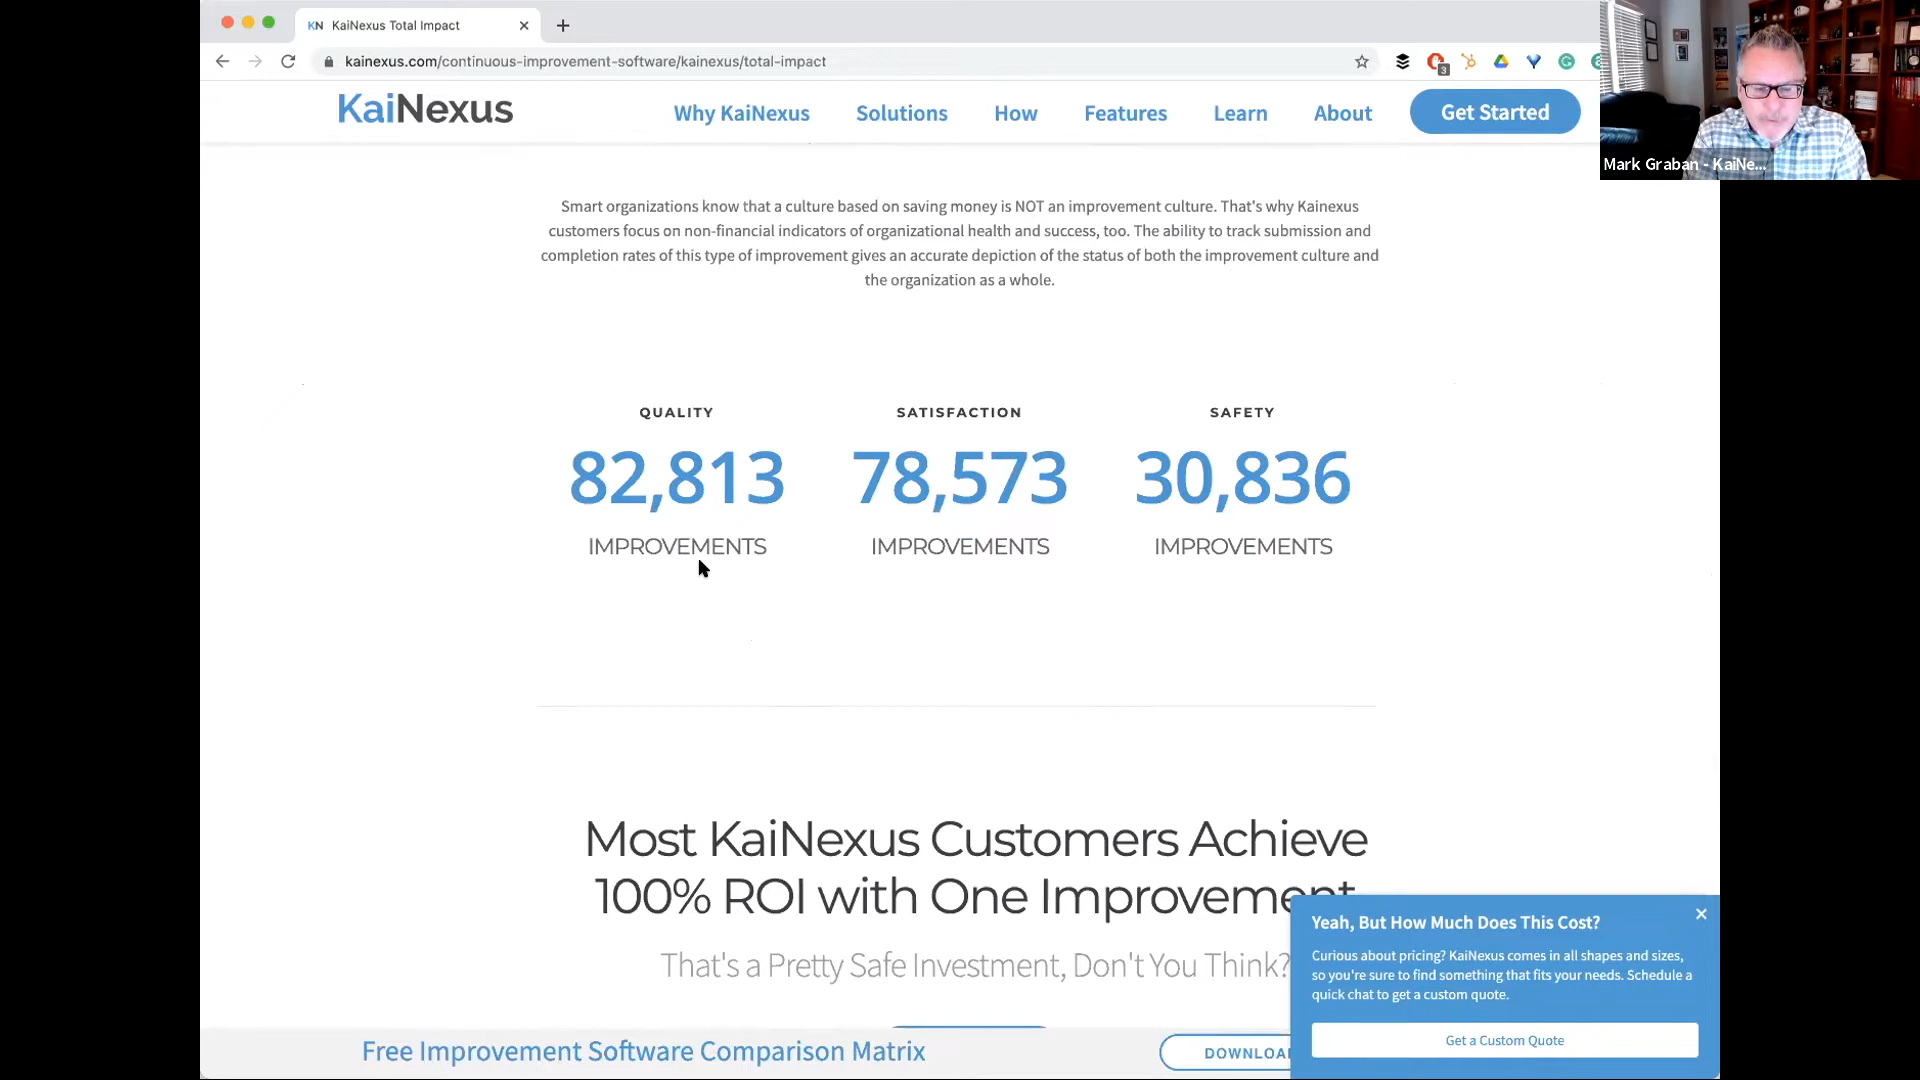 KN KaiNexus Total Impact
kainexus.com/continuous-improvement-software/kainexus/total-impact
3
KaiNexus
Why KaiNexus
Solutions
How
Features
Learn
About
Get Started
Mark Graban - KaiNe...
Smart organizations know that a culture based on saving money is NOT an improvement culture. That's why Kainexus
customers focus on non-financial indicators of organizational health and success, too. The ability to track submission and
completion rates of this type of improvement gives an accurate depiction of the status of both the improvement culture and
the organization as a whole.
QUALITY
82,813
IMPROVEMENTS
SATISFACTION
78,573
IMPROVEMENTS
SAFETY
30,836
IMPROVEMENTS
Most KaiNexus Customers Achieve
100% ROI with One Improvement
That's a Pretty Safe Investment, Don't You Think?
Free Improvement Software Comparison Matrix
DOWNLOA
Yeah, But How Much Does This Cost?
Curious about pricing? KaiNexus comes in all shapes and sizes,
so you're sure to find something that fits your needs. Schedule a
quick chat to get a custom quote.
Get a Custom Quote